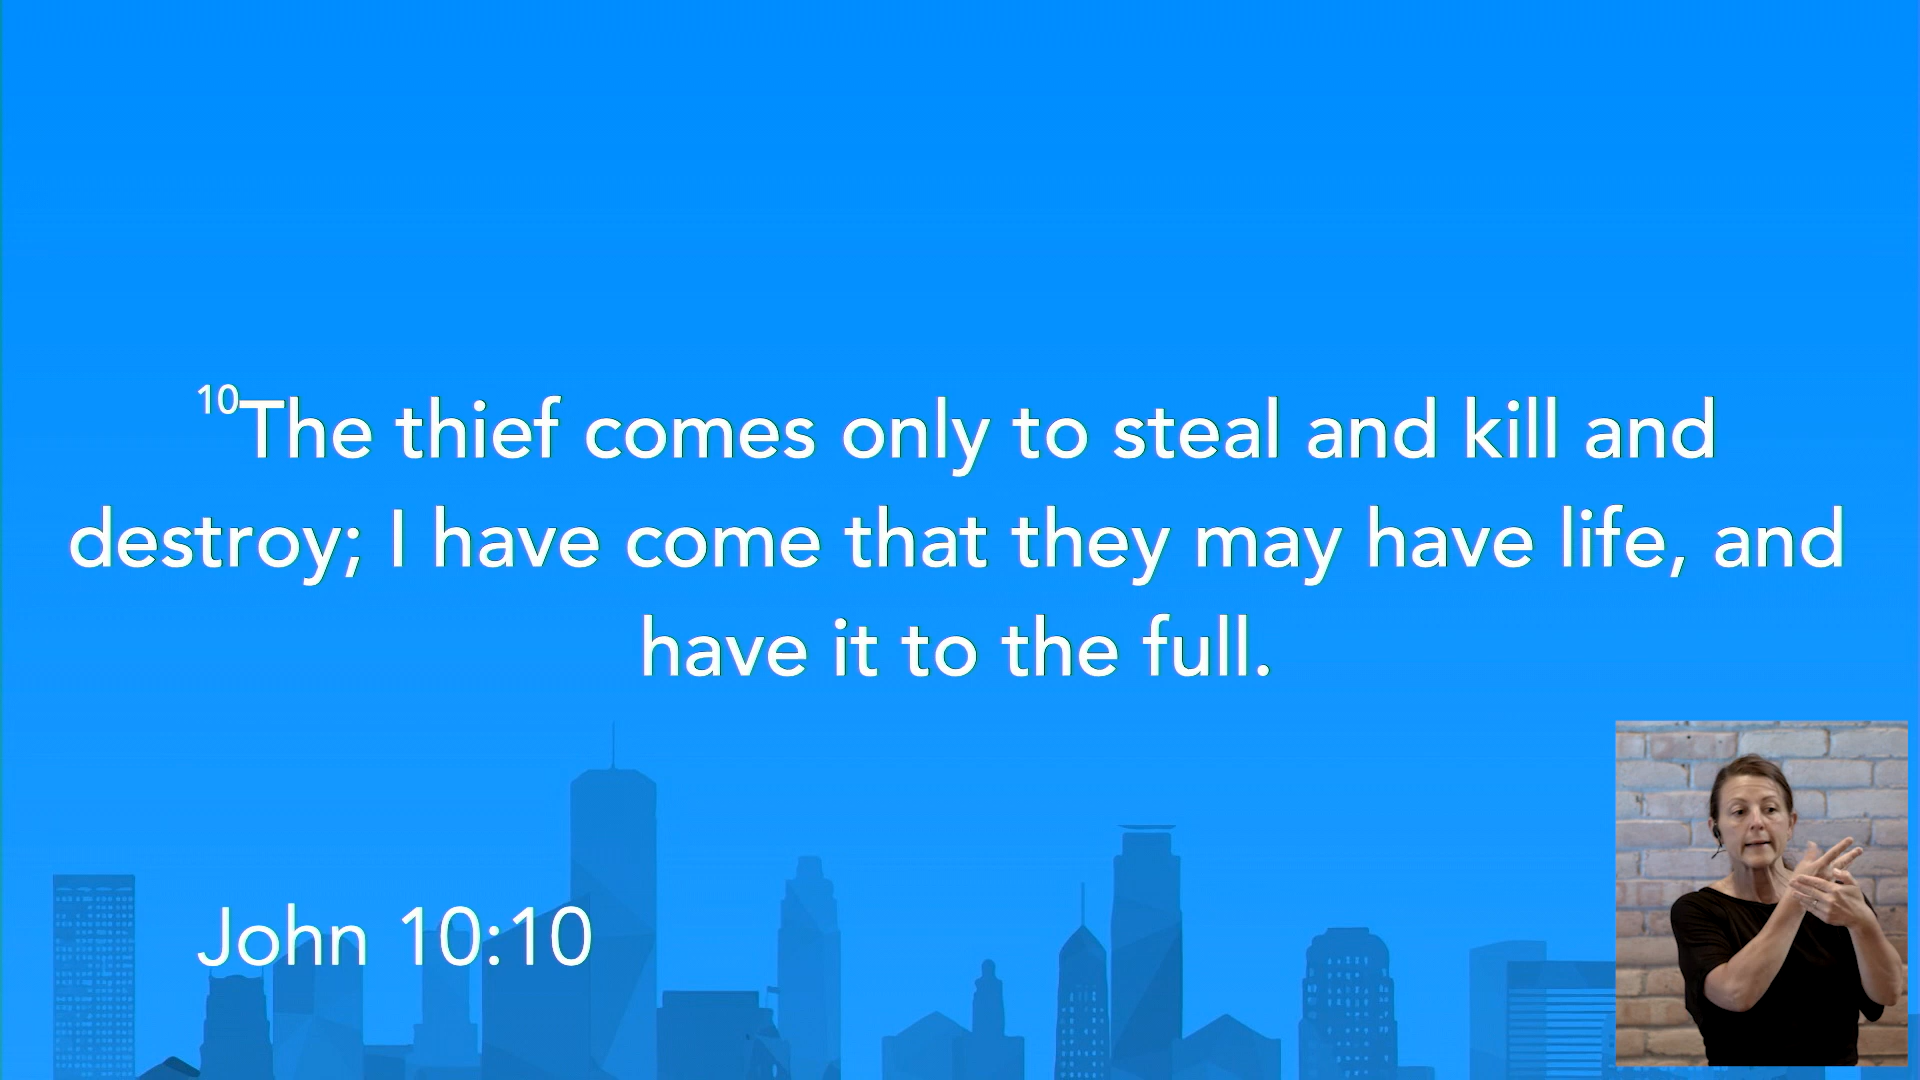 ¹⁰The thief comes only to steal and kill and
destroy; I have come that they may have life, and
have it to the full.
John 10:10